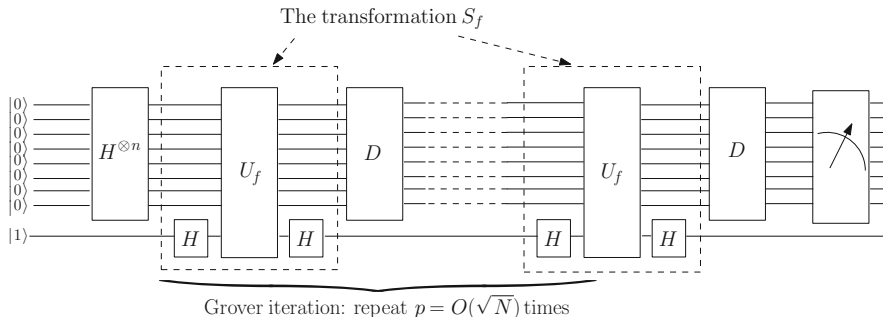 The transformation $S_f$
|0⟩
|0⟩
|0⟩
|0⟩
|0⟩
|0⟩
|0⟩
|0⟩
$H^{\otimes n}$
$U_f$
$D$
$U_f$
$D$
|1⟩
$H$
$H$
$H$
$H$
Grover iteration: repeat $p = O(\sqrt{N})$ times